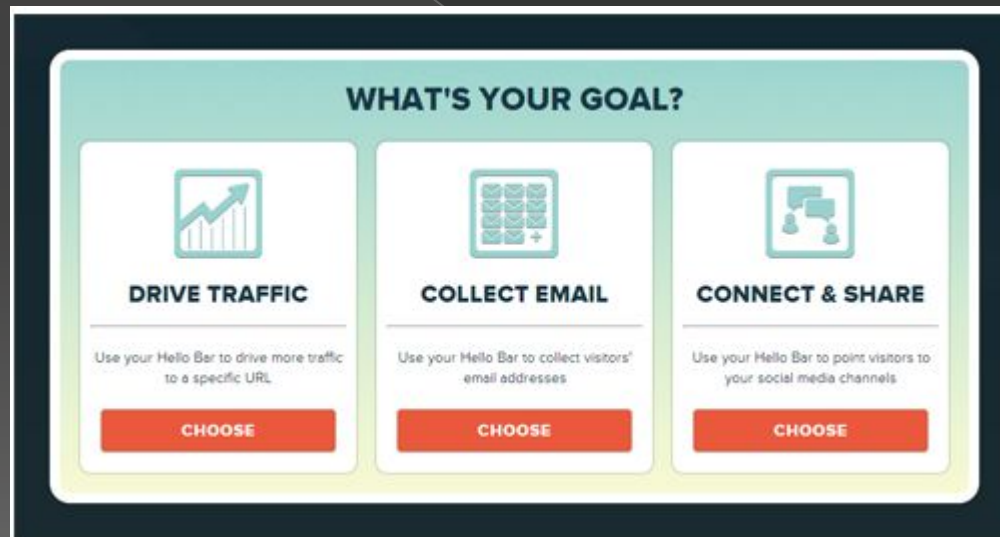 WHAT'S YOUR GOAL?
DRIVE TRAFFIC
Use your Hello Bar to drive more traffic
to a specific URL
CHOOSE
COLLECT EMAIL
Use your Hello Bar to collect visitors'
email addresses
CHOOSE
CONNECT & SHARE
Use your Hello Bar to point visitors to
your social media channels
CHOOSE